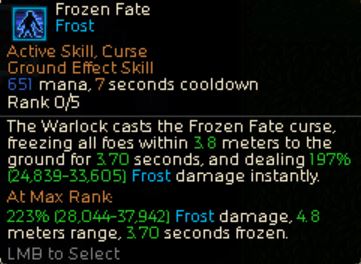 Frozen Fate
Frost
Active Skill, Curse
Ground Effect Skill
651 mana, 7 seconds cooldown
Rank 0/5
The Warlock casts the Frozen Fate curse,
freezing all foes within 3.8 meters to the
ground for 3.70 seconds, and dealing 197%
(24,839-33,605) Frost damage instantly.
At Max Rank:
223% (28,044-37,942) Frost damage, 4.8
meters range, 3.70 seconds frozen.
LMB to Select